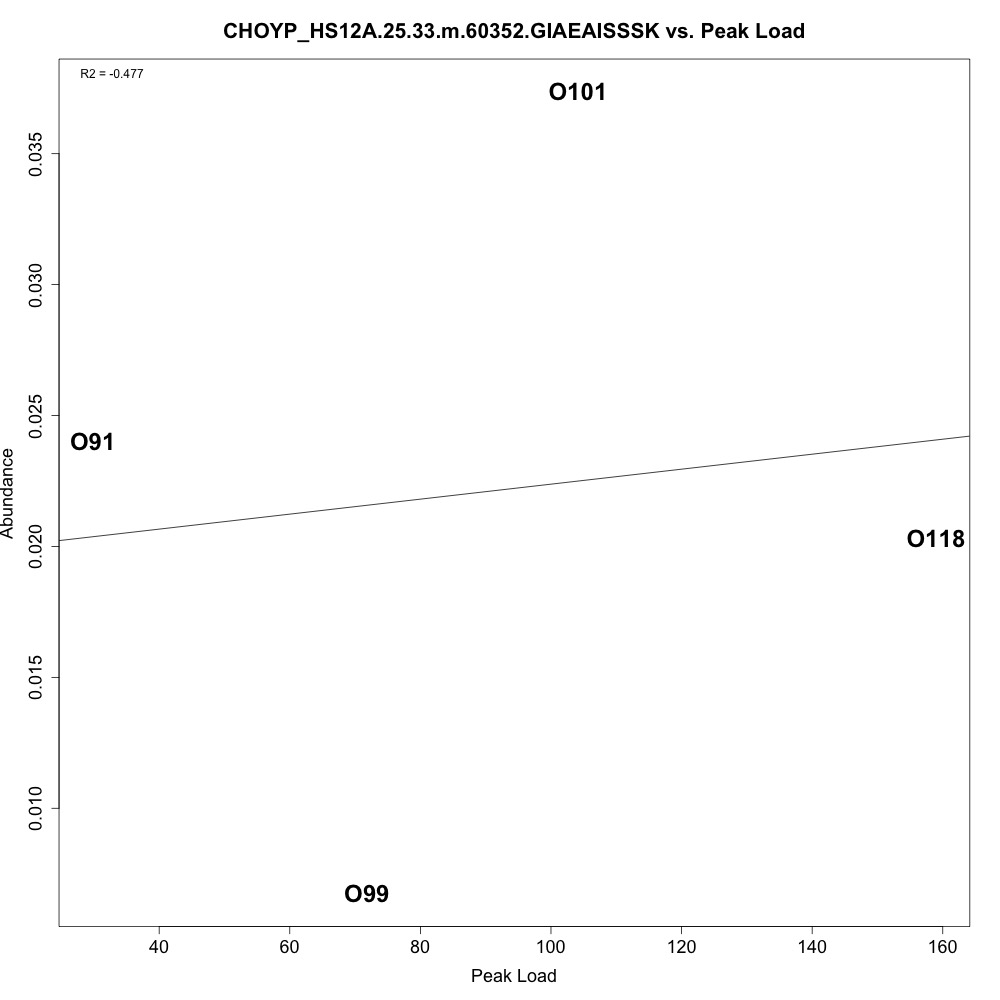 CHOYP_HS12A.25.33.m.60352.GIAEAISSSK vs. Peak Load
R2 = -0.477
O101
O91
O118
O99
Abundance
0.035
0.030
0.025
0.020
0.015
0.010
40 60 80 100 120 140 160
Peak Load